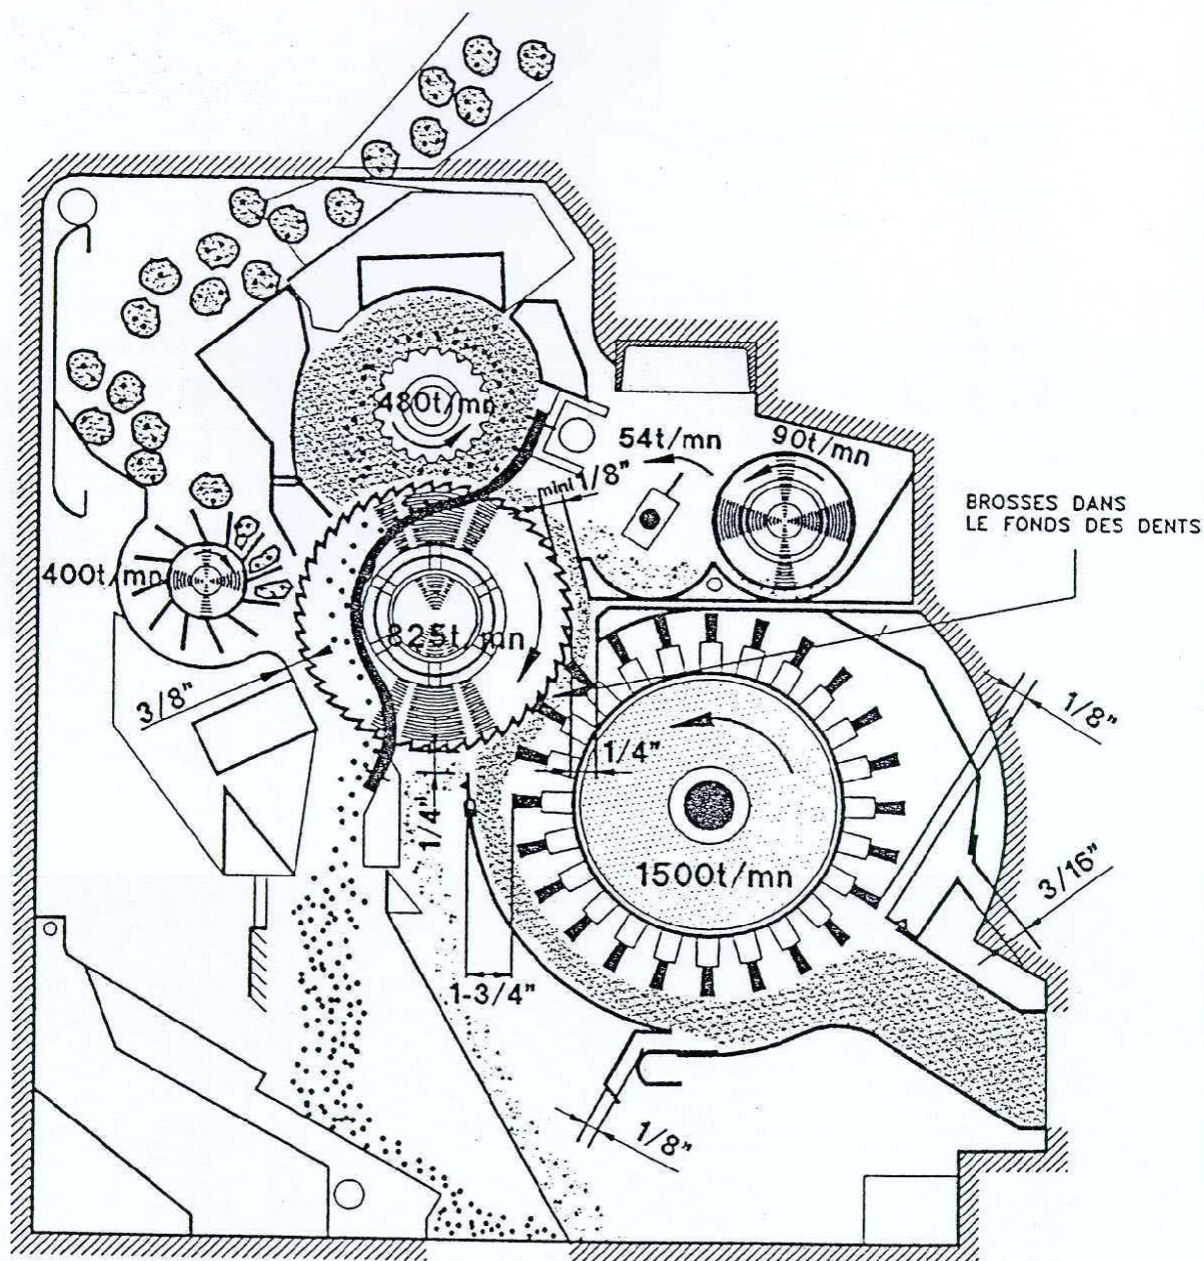 480t/mn
54t/mn
90t/mn
mini 1/8"
BROSSES DANS
LE FONDS DES DENTS
400t/mn
825t/mn
3/8"
1/8"
1/4"
1/4"
1500t/mn
3/16"
1-3/4"
1/8"